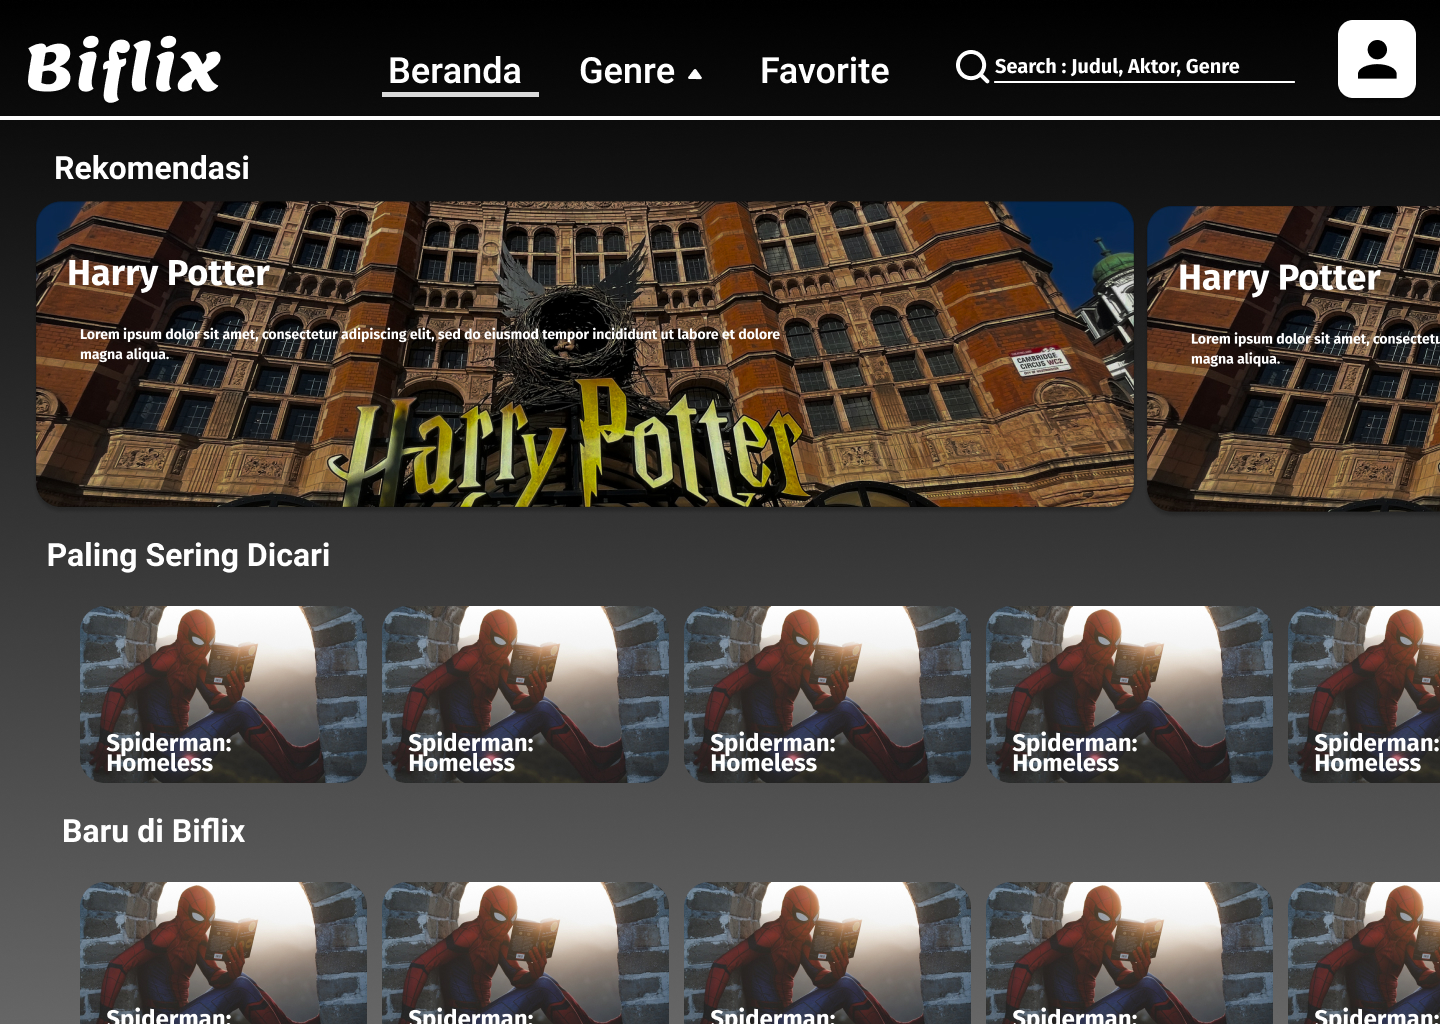 Biflix
Beranda
Genre
Favorite
Search : Judul, Aktor, Genre
Rekomendasi
Harry Potter
Lorem ipsum dolor sit amet, consectetur adipiscing elit, sed do eiusmod tempor incididunt ut labore et dolore
magna aliqua.
CAMBRIDGE
CIRCUS WC2
Harry Potter
Harry Potter
Lorem ipsum dolor sit amet, consectetu
magna aliqua.
Paling Sering Dicari
Spiderman:
Homeless
Spiderman:
Homeless
Spiderman:
Homeless
Spiderman:
Homeless
Spiderman:
Homeless
Baru di Biflix
Spiderman:
Spiderman:
Spiderman:
Spiderman:
Spiderman: